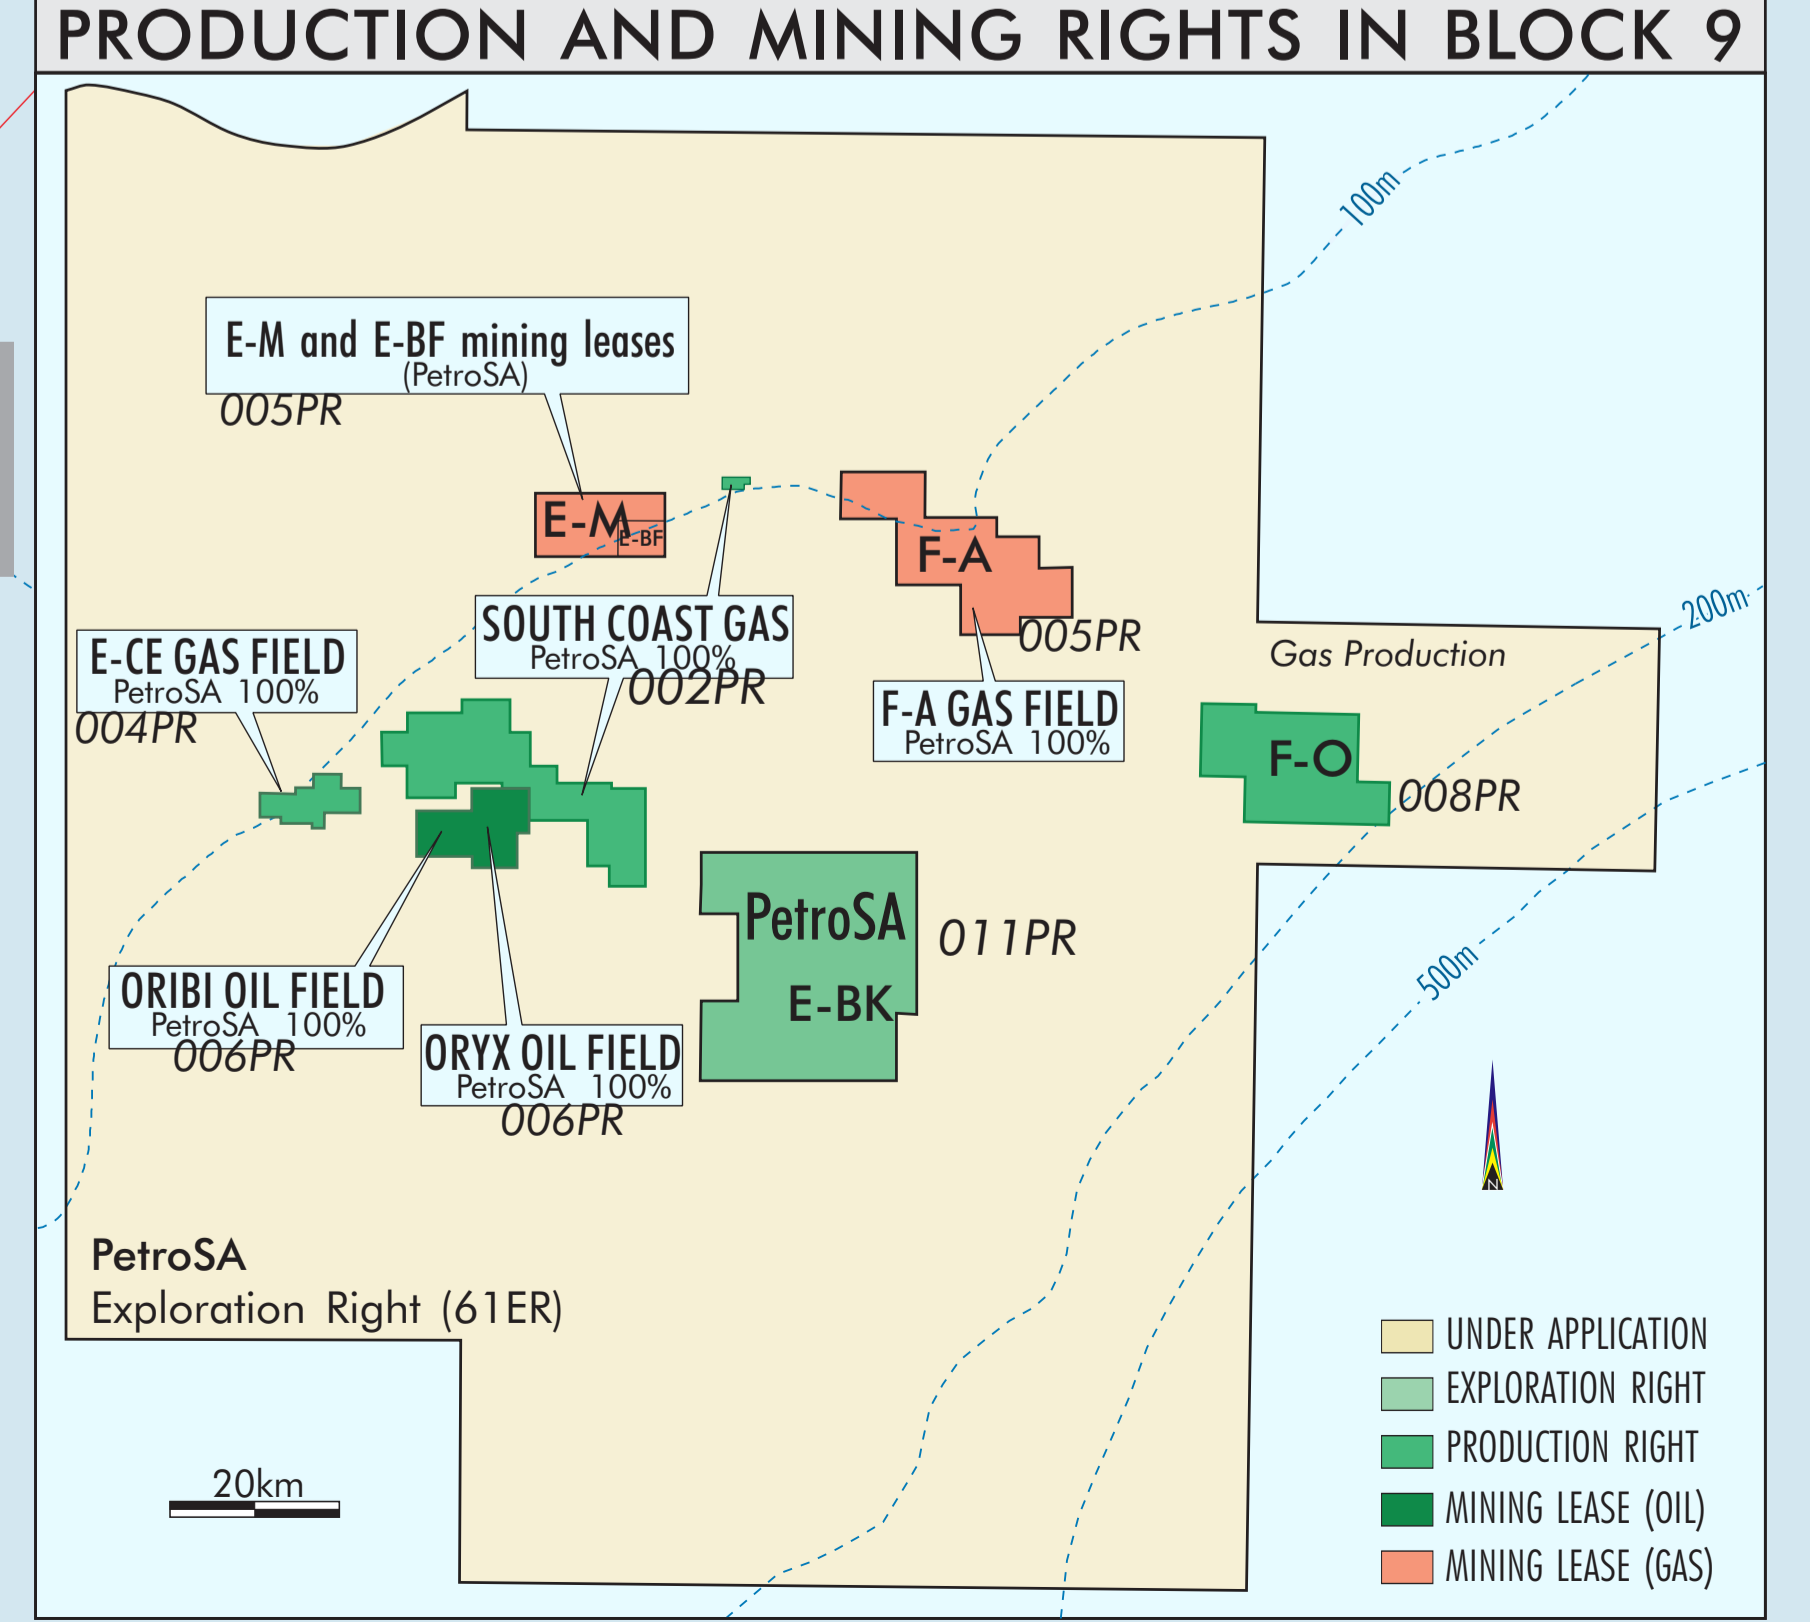 PRODUCTION AND MINING RIGHTS IN BLOCK 9
100m
E-M and E-BF mining leases
(PetroSA)
005PR
E-M
E-BF
F-A
005PR
200m
SOUTH COAST GAS
PetroSA 100%
002PR
E-CE GAS FIELD
PetroSA 100%
004PR
Gas Production
F-A GAS FIELD
PetroSA 100%
F-O
008PR
PetroSA
E-BK
011PR
500m
ORIBI OIL FIELD
PetroSA 100%
006PR
ORYX OIL FIELD
PetroSA 100%
006PR
N
PetroSA
Exploration Right (61ER)
20km
UNDER APPLICATION
EXPLORATION RIGHT
PRODUCTION RIGHT
MINING LEASE (OIL)
MINING LEASE (GAS)